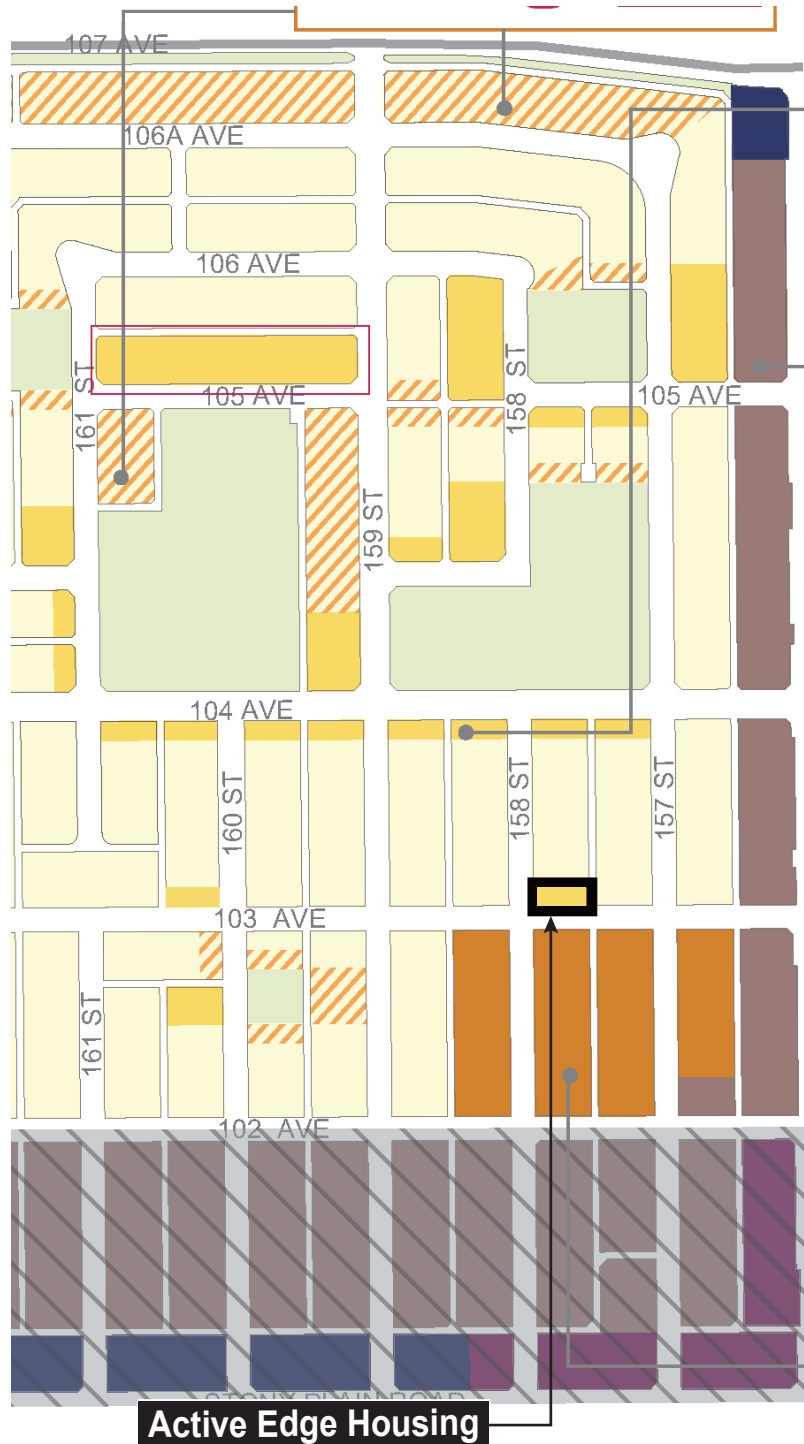 107 AVE
106A AVE
106 AVE
161 ST
105 AVE
158 ST
105 AVE
159 ST
104 AVE
160 ST
158 ST
157 ST
103 AVE
161 ST
102 AVE
STONY PLAIN ROAD
Active Edge Housing